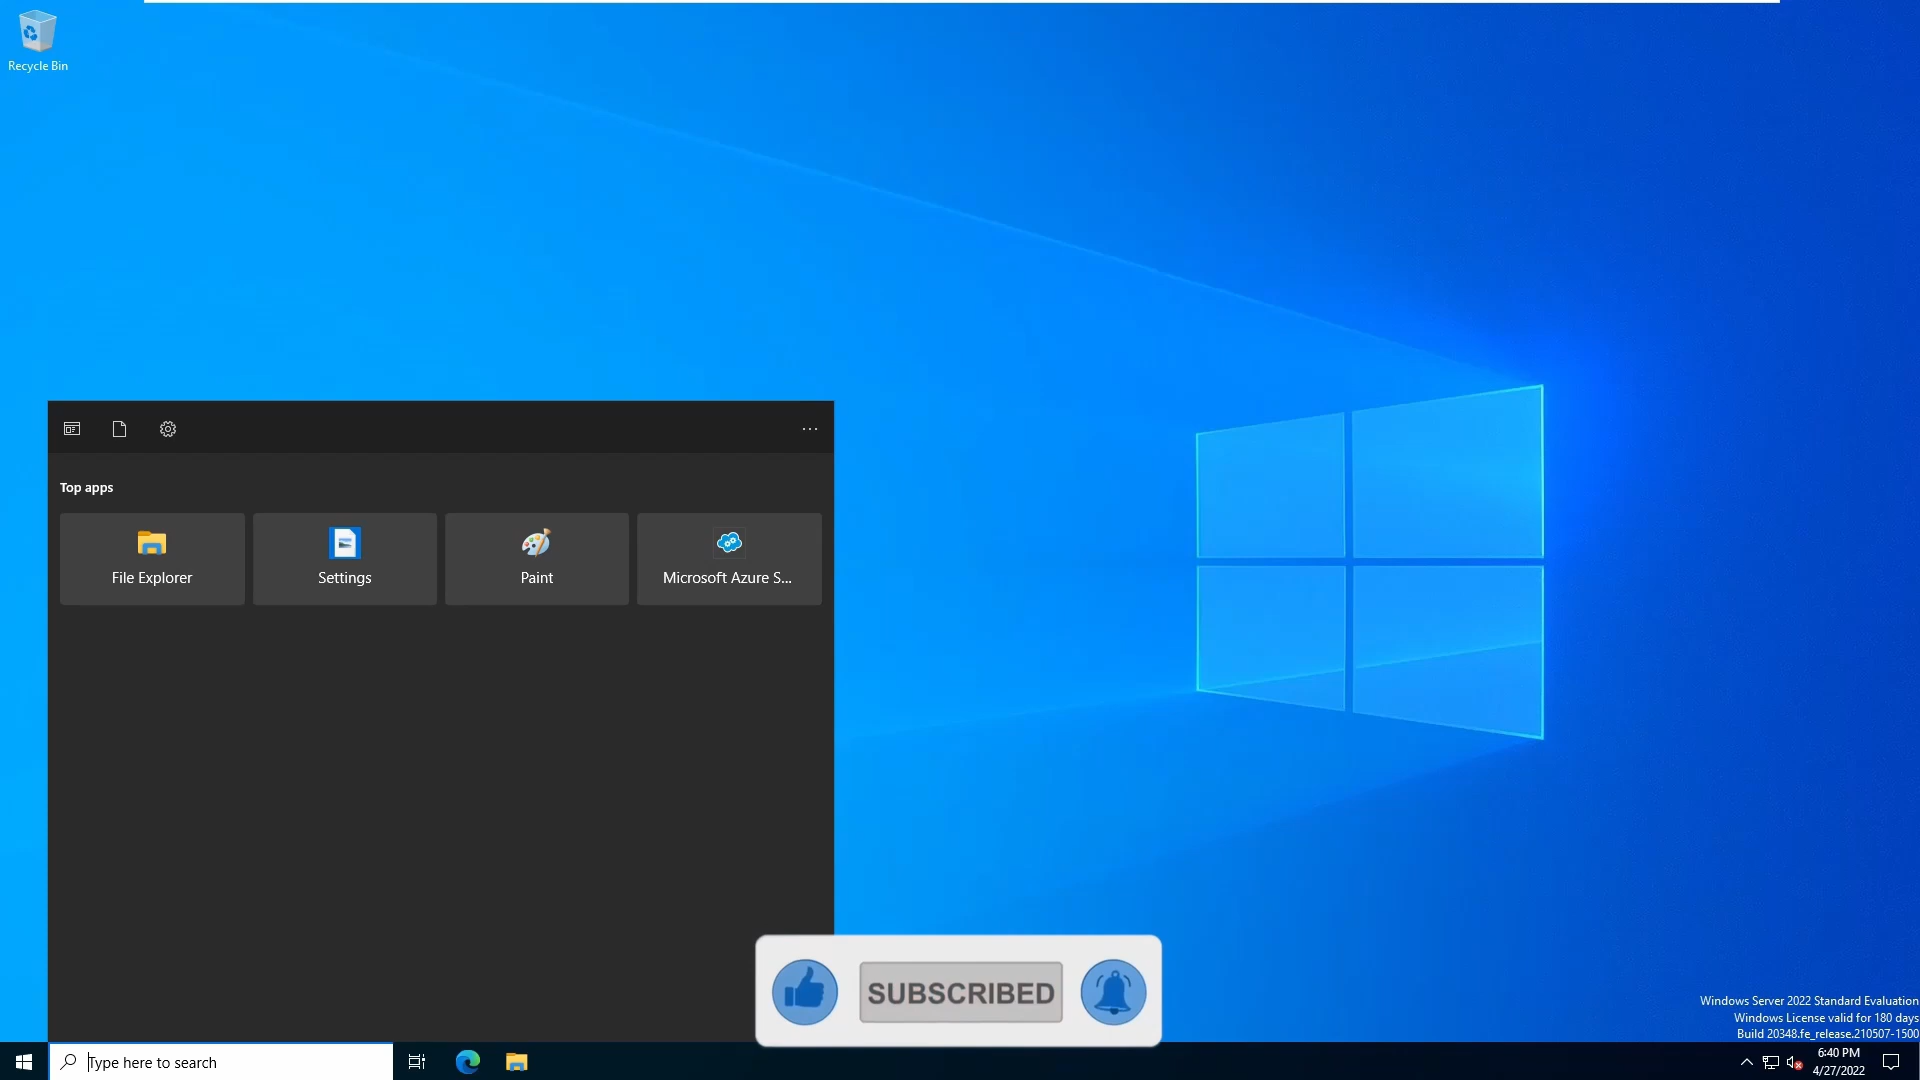 Recycle Bin
Top apps
File Explorer
Settings
Paint
Microsoft Azure S...
SUBSCRIBED
Windows Server 2022 Standard Evaluation
Windows License valid for 180 days
Build 20348.fe_release.210507-1500
Type here to search
6:40 PM
4/27/2022